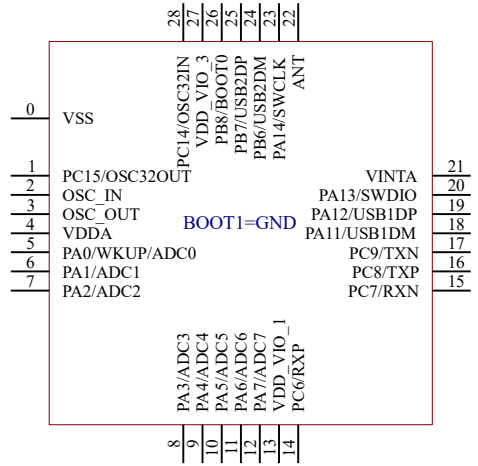 28
27
26
25
24
23
22
PC14/OSC32IN
VDD_VIO_3
PB8/BOOT0
PB7/USB2DP
PB6/USB2DM
PA14/SWCLK
ANT
0
VSS
1
PC15/OSC32OUT
2
OSC_IN
3
OSC_OUT
4
VDDA
5
PA0/WKUP/ADC0
6
PA1/ADC1
7
PA2/ADC2
BOOT1=GND
VINTA
21
PA13/SWDIO
20
PA12/USB1DP
19
PA11/USB1DM
18
PC9/TXN
17
PC8/TXP
16
PC7/RXN
15
PA3/ADC3
PA4/ADC4
PA5/ADC5
PA6/ADC6
PA7/ADC7
VDD_VIO_1
PC6/RXP
8
9
10
11
12
13
14